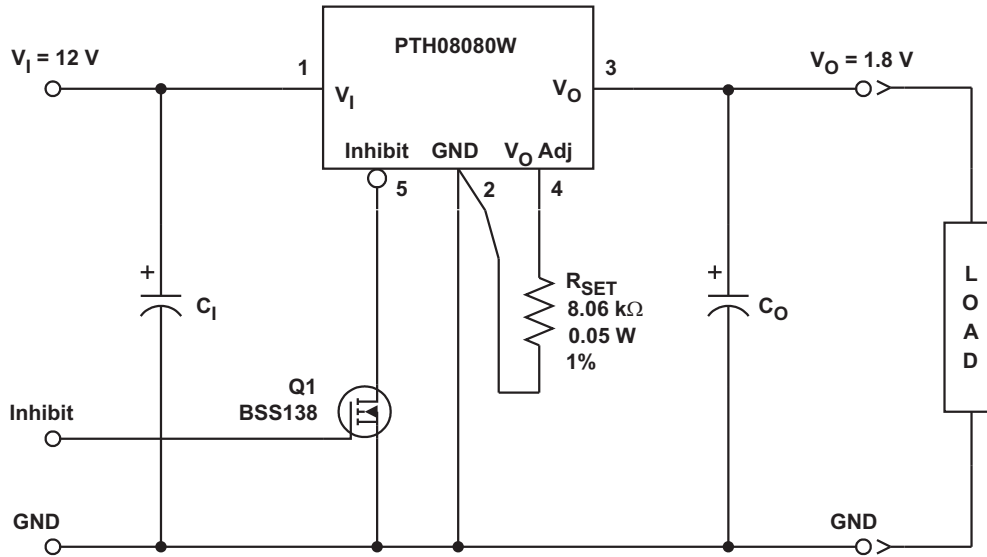 PTH08080W
V_I = 12 V
1
3
V_O = 1.8 V
V_I
V_O
Inhibit
GND
V_O Adj
5
2
4
+
C_I
R_SET
8.06 kΩ
0.05 W
1%
+
C_O
L
O
A
D
Q1
BSS138
Inhibit
GND
GND